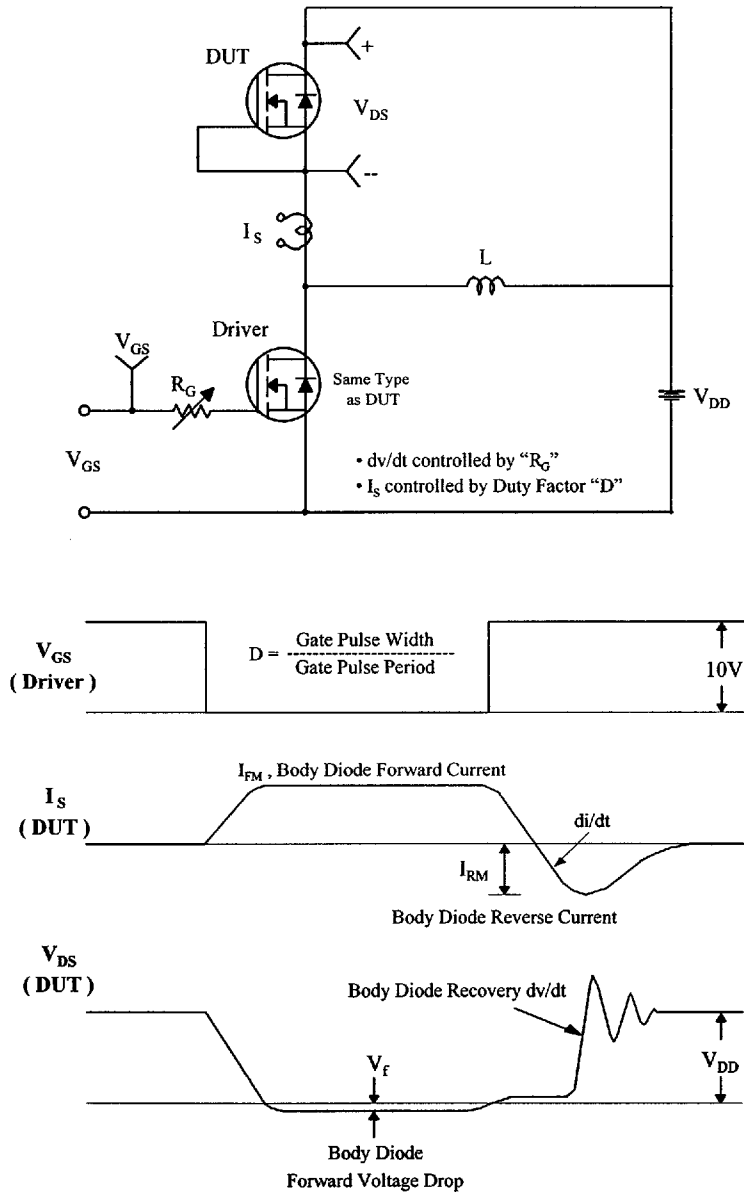 +
DUT
V_DS
--
I_S
L
Driver
V_GS
R_G
Same Type
as DUT
V_DD
V_GS
• dv/dt controlled by “R_G”
• I_S controlled by Duty Factor “D”
V_GS
( Driver )
D = Gate Pulse Width
Gate Pulse Period
10V
I_FM , Body Diode Forward Current
I_S
( DUT )
di/dt
I_RM
Body Diode Reverse Current
V_DS
( DUT )
Body Diode Recovery dv/dt
V_f
V_DD
Body Diode
Forward Voltage Drop